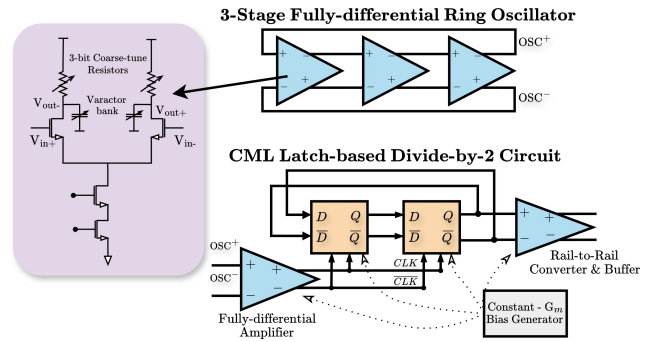 3-Stage Fully-differential Ring Oscillator
3-bit Coarse-tune
Resistors
Varactor
bank
Vout-
Vout+
Vin+
Vin-
+ - - +
+ - - +
+ - - +
OSC+
OSC−
CML Latch-based Divide-by-2 Circuit
D Q
D Q
D Q
D Q
+ +
− −
OSC+
OSC−
+ +
− −
CLK
CLK
Rail-to-Rail
Converter & Buffer
Fully-differential
Amplifier
Constant - Gm
Bias Generator